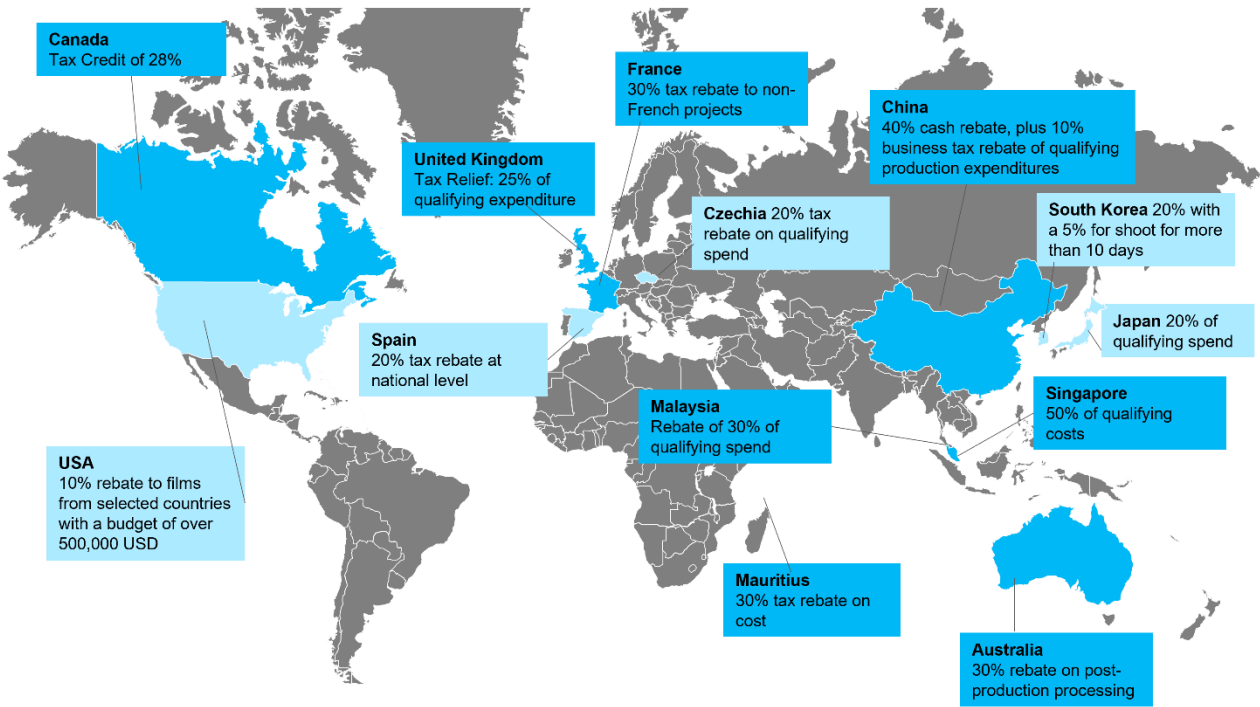 Canada
Tax Credit of 28%
France
30% tax rebate to non-
French projects
China
40% cash rebate, plus 10%
business tax rebate of qualifying
production expenditures
United Kingdom
Tax Relief: 25% of
qualifying expenditure
Czechia 20% tax
rebate on qualifying
spend
South Korea 20% with
a 5% for shoot for more
than 10 days
Spain
20% tax rebate at
national level
Japan 20% of
qualifying spend
Malaysia
Rebate of 30% of
qualifying spend
Singapore
50% of qualifying
costs
USA
10% rebate to films
from selected countries
with a budget of over
500,000 USD
Mauritius
30% tax rebate on
cost
Australia
30% rebate on post-
production processing